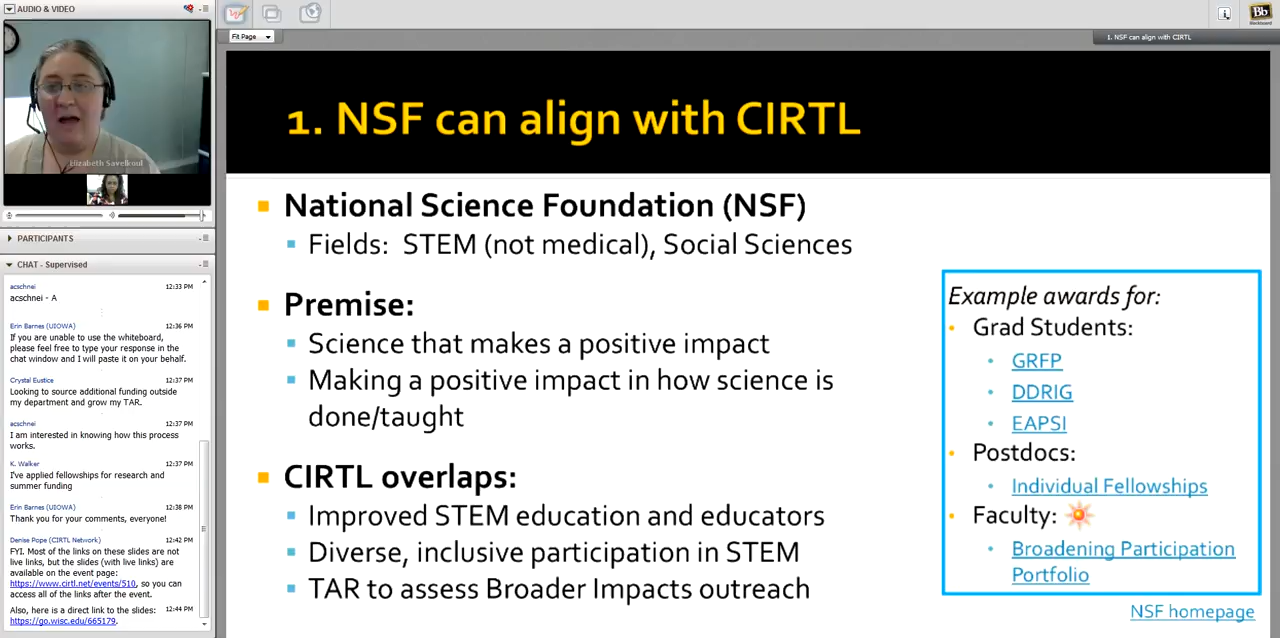 AUDIO & VIDEO
Elizabeth Savelkoul
PARTICIPANTS
CHAT - Supervised
acschnei 12:33 PM
acschnei - A
Erin Barnes (UIOWA) 12:36 PM
If you are unable to use the whiteboard,
please feel free to type your response in the
chat window and I will paste it on your behalf.
Crystal Eustice 12:37 PM
Looking to source additional funding outside
my department and grow my TAR.
acschnei 12:37 PM
I am interested in knowing how this process
works.
K. Walker 12:37 PM
I've applied fellowships for research and
summer funding
Erin Barnes (UIOWA) 12:38 PM
Thank you for your comments, everyone!
Denise Pope (CIRTL Network) 12:42 PM
FYI. Most of the links on these slides are not
live links, but the slides (with live links) are
available on the event page:
https://www.cirtl.net/events/510, so you can
access all of the links after the event.
Also, here is a direct link to the slides: 12:44 PM
https://go.wisc.edu/665179.
Fit Page
1. NSF can align with CIRTL
Bb
Blackboard
1. NSF can align with CIRTL
National Science Foundation (NSF)
Fields: STEM (not medical), Social Sciences
Premise:
Science that makes a positive impact
Making a positive impact in how science is
done/taught
CIRTL overlaps:
Improved STEM education and educators
Diverse, inclusive participation in STEM
TAR to assess Broader Impacts outreach
Example awards for:
Grad Students:
GRFP
DDRIG
EAPSI
Postdocs:
Individual Fellowships
Faculty:
Broadening Participation
Portfolio
NSF homepage